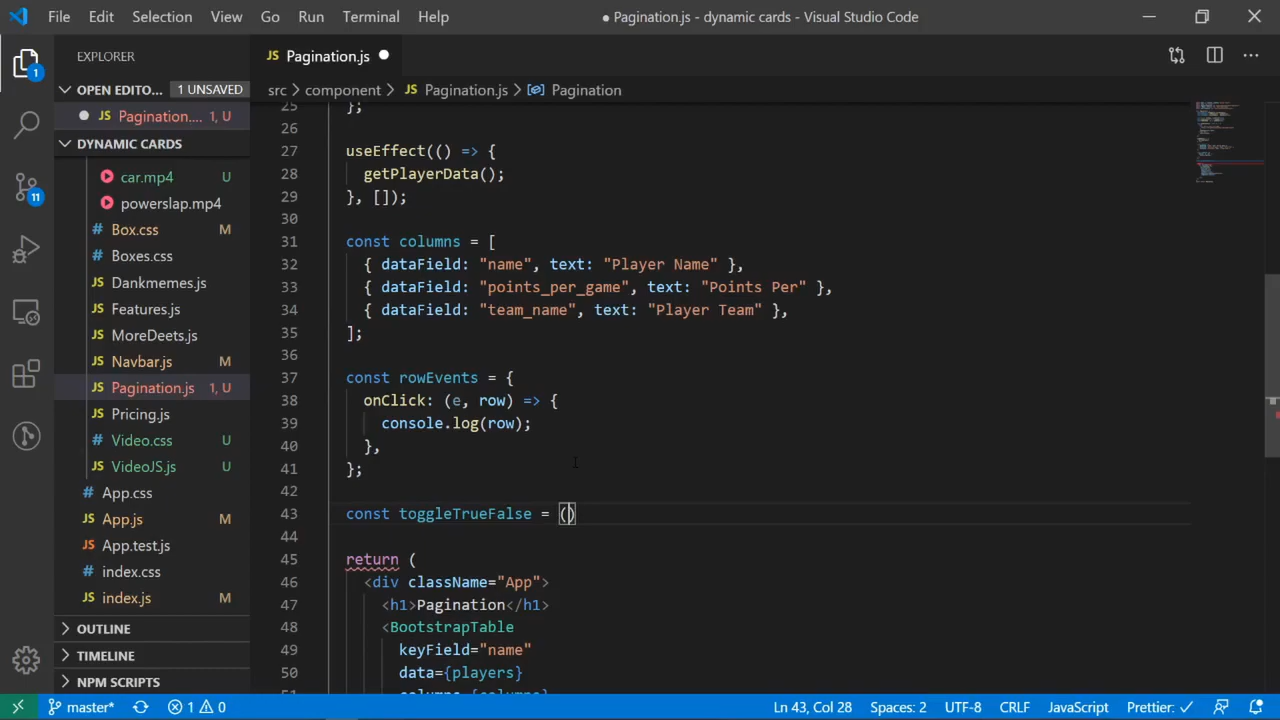 File Edit Selection View Go Run Terminal Help ● Pagination.js - dynamic cards - Visual Studio Code
EXPLORER
OPEN EDITO... 1 UNSAVED
Pagination.... 1, U
DYNAMIC CARDS
car.mp4 U
powerslap.mp4
# Box.css M
# Boxes.css
JS Dankmemes.js
JS Features.js
JS MoreDeets.js
JS Navbar.js M
JS Pagination.js 1, U
JS Pricing.js
# Video.css U
JS VideoJS.js U
# App.css
JS App.js M
JS App.test.js
# index.css
JS index.js M
OUTLINE
TIMELINE
NPM SCRIPTS
1
11
JS Pagination.js ●
src > component > JS Pagination.js > Pagination
25 };
26
27 useEffect(() => {
28 getPlayerData();
29 }, []);
30
31 const columns = [
32 { dataField: "name", text: "Player Name" },
33 { dataField: "points_per_game", text: "Points Per" },
34 { dataField: "team_name", text: "Player Team" },
35 ];
36
37 const rowEvents = {
38 onClick: (e, row) => {
39 console.log(row);
40 },
41 };
42
43 const toggleTrueFalse = ()
44
45 return (
46 <div className="App">
47 <h1>Pagination</h1>
48 <BootstrapTable
49 keyField="name"
50 data={players}
51 columns={columns}
master* 1 0 Ln 43, Col 28 Spaces: 2 UTF-8 CRLF JavaScript Prettier: ✓